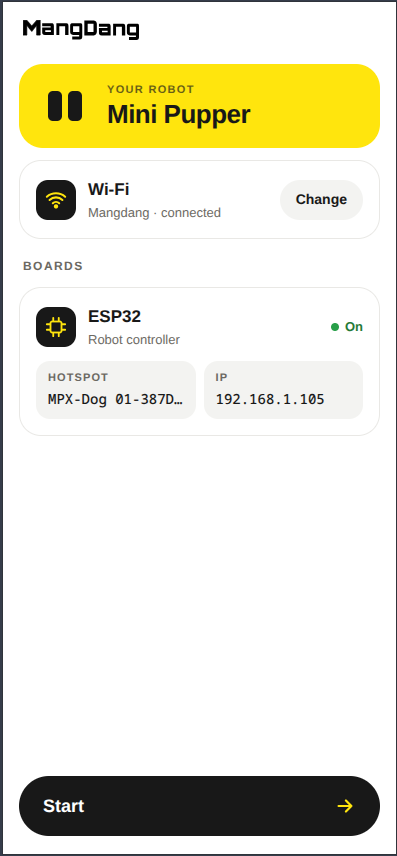 MangDang
YOUR ROBOT
Mini Pupper
Wi-Fi
Mangdang · connected
Change
BOARDS
ESP32
Robot controller
On
HOTSPOT
MPX-Dog 01-387D…
IP
192.168.1.105
Start